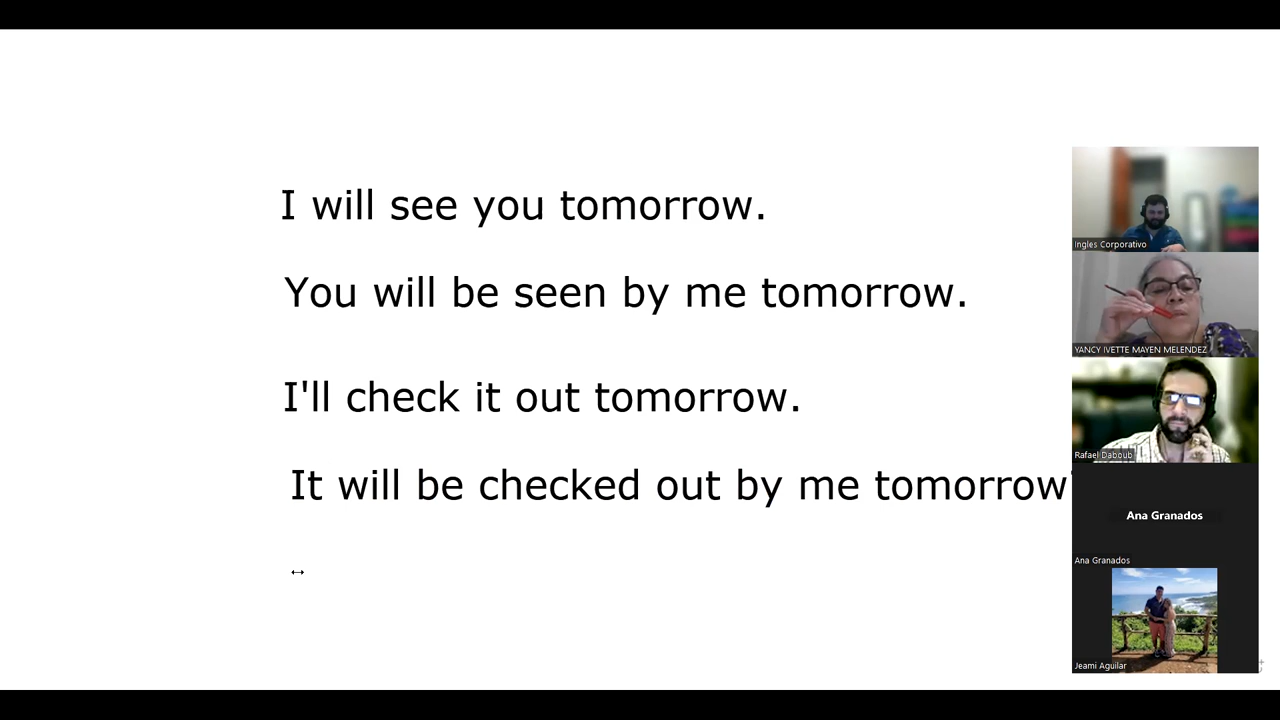 I will see you tomorrow.
You will be seen by me tomorrow.
I'll check it out tomorrow.
It will be checked out by me tomorrow
Ingles Corporativo
YANCY IVETTE MAYEN MELENDEZ
Rafael Daboub
Ana Granados
Ana Granados
Jeami Aguilar